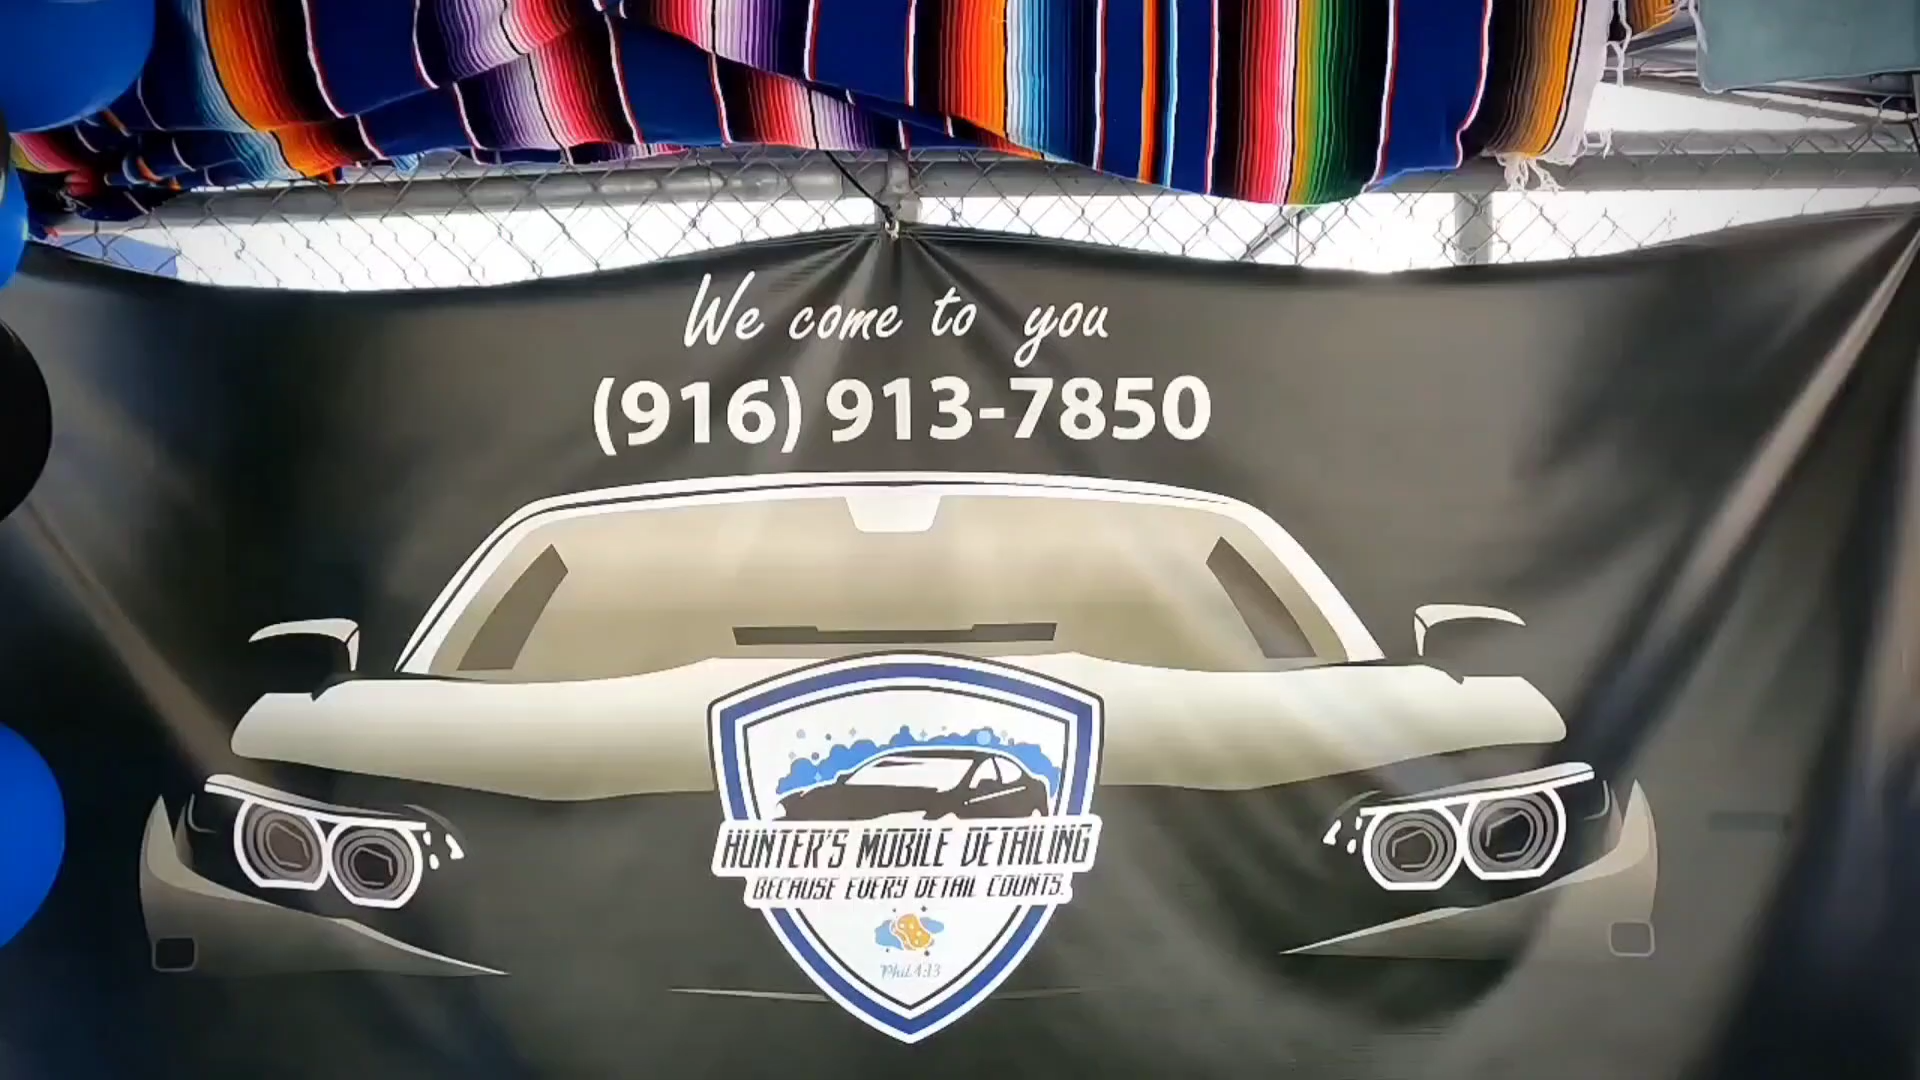 We come to you
(916) 913-7850
HUNTER'S MOBILE DETAILING
BECAUSE EVERY DETAIL COUNTS.
Phil.4:13